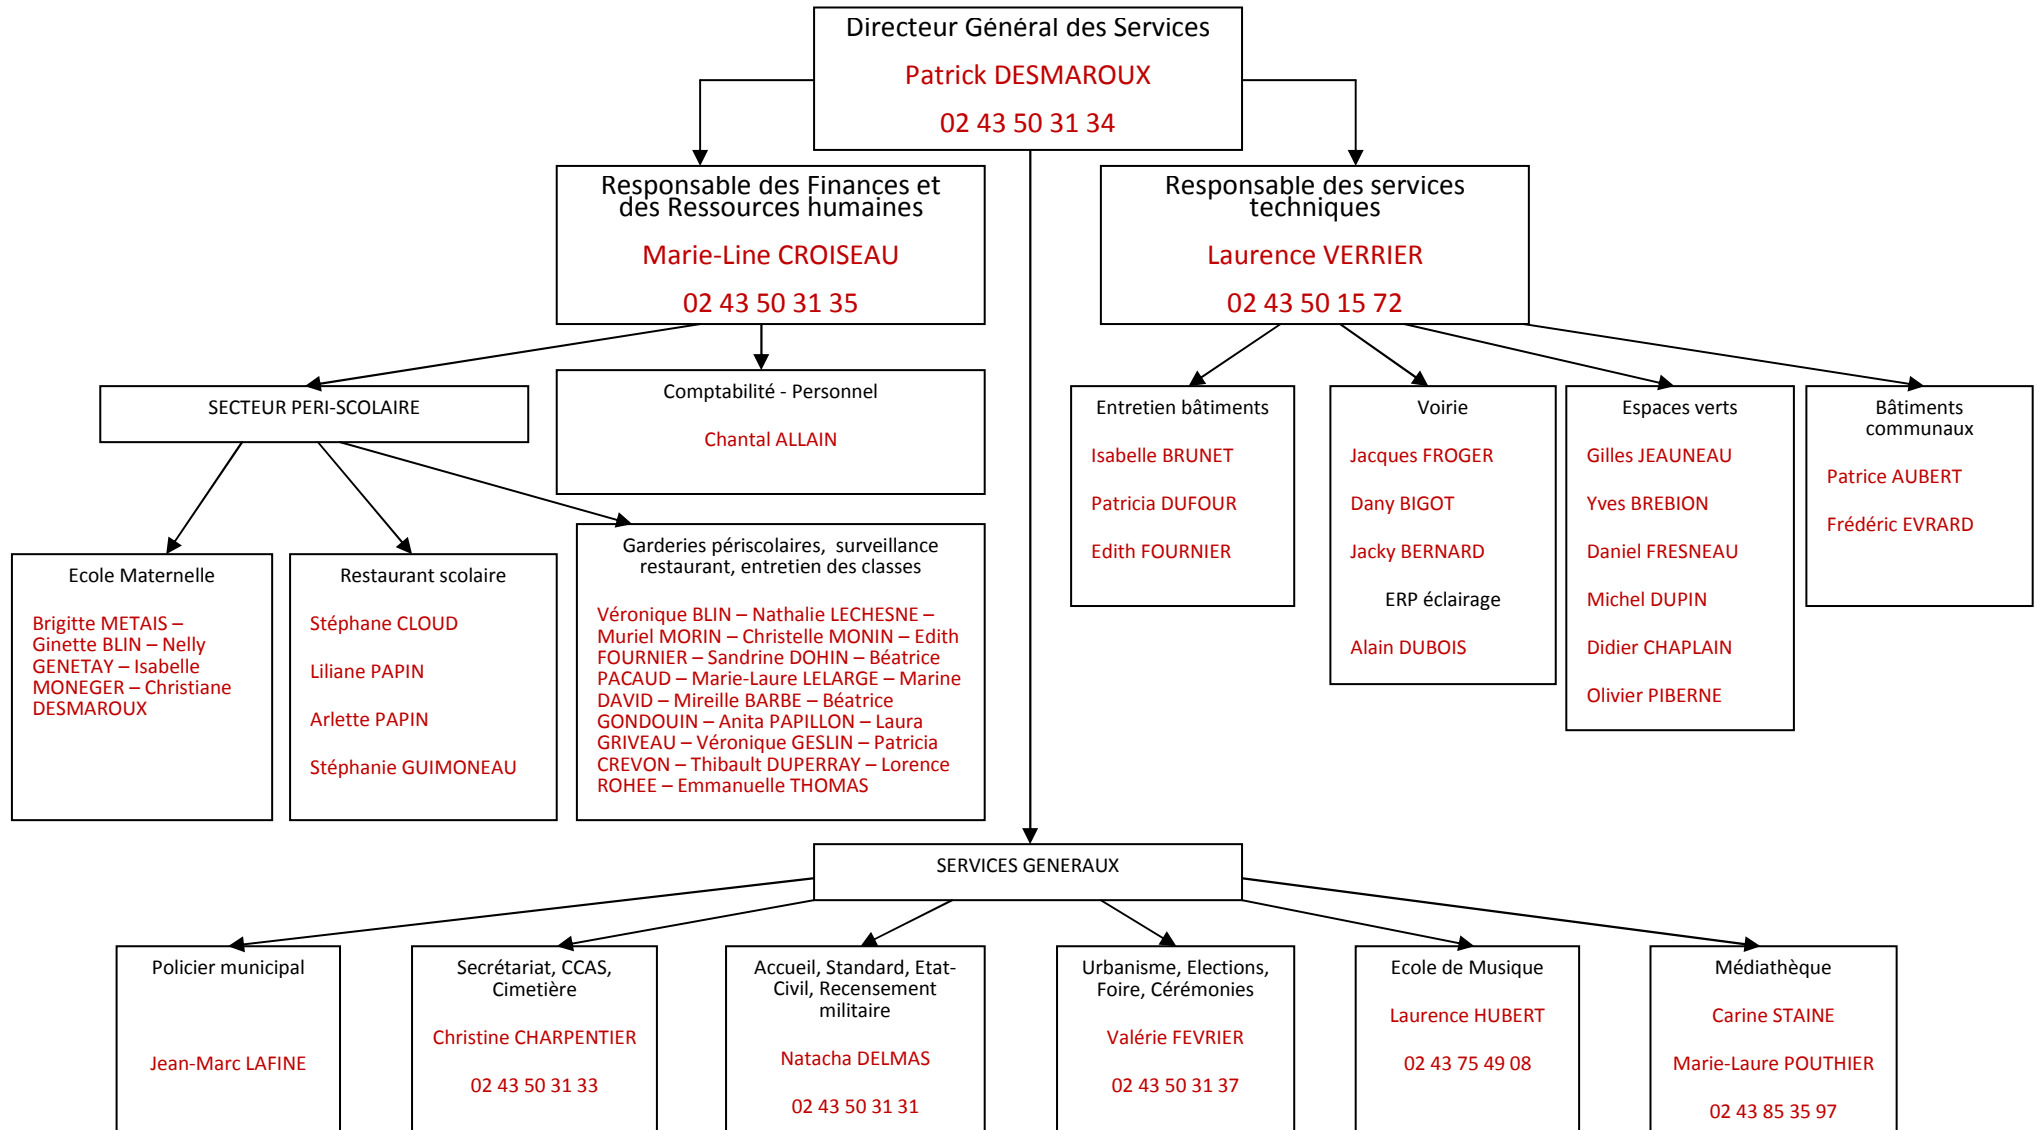 Directeur Général des Services
Patrick DESMAROUX
02 43 50 31 34
Responsable des Finances et
des Ressources humaines
Marie-Line CROISEAU
02 43 50 31 35
Responsable des services
techniques
Laurence VERRIER
02 43 50 15 72
SECTEUR PERI-SCOLAIRE
Comptabilité - Personnel
Chantal ALLAIN
Entretien bâtiments
Isabelle BRUNET
Patricia DUFOUR
Edith FOURNIER
Voirie
Jacques FROGER
Dany BIGOT
Jacky BERNARD
ERP éclairage
Alain DUBOIS
Espaces verts
Gilles JEAUNEAU
Yves BREBION
Daniel FRESNEAU
Michel DUPIN
Didier CHAPLAIN
Olivier PIBERNE
Bâtiments
communaux
Patrice AUBERT
Frédéric EVRARD
Ecole Maternelle
Brigitte METAIS –
Ginette BLIN – Nelly
GENETAY – Isabelle
MONEGER – Christiane
DESMAROUX
Restaurant scolaire
Stéphane CLOUD
Liliane PAPIN
Arlette PAPIN
Stéphanie GUIMONEAU
Garderies périscolaires,  surveillance
restaurant, entretien des classes
Véronique BLIN – Nathalie LECHESNE –
Muriel MORIN – Christelle MONIN – Edith
FOURNIER – Sandrine DOHIN – Béatrice
PACAUD – Marie-Laure LELARGE – Marine
DAVID – Mireille BARBE – Béatrice
GONDOUIN – Anita PAPILLON – Laura
GRIVEAU – Véronique GESLIN – Patricia
CREVON – Thibault DUPERRAY – Lorence
ROHEE – Emmanuelle THOMAS
SERVICES GENERAUX
Policier municipal
Jean-Marc LAFINE
Secrétariat, CCAS,
Cimetière
Christine CHARPENTIER
02 43 50 31 33
Accueil, Standard, Etat-
Civil, Recensement
militaire
Natacha DELMAS
02 43 50 31 31
Urbanisme, Elections,
Foire, Cérémonies
Valérie FEVRIER
02 43 50 31 37
Ecole de Musique
Laurence HUBERT
02 43 75 49 08
Médiathèque
Carine STAINE
Marie-Laure POUTHIER
02 43 85 35 97